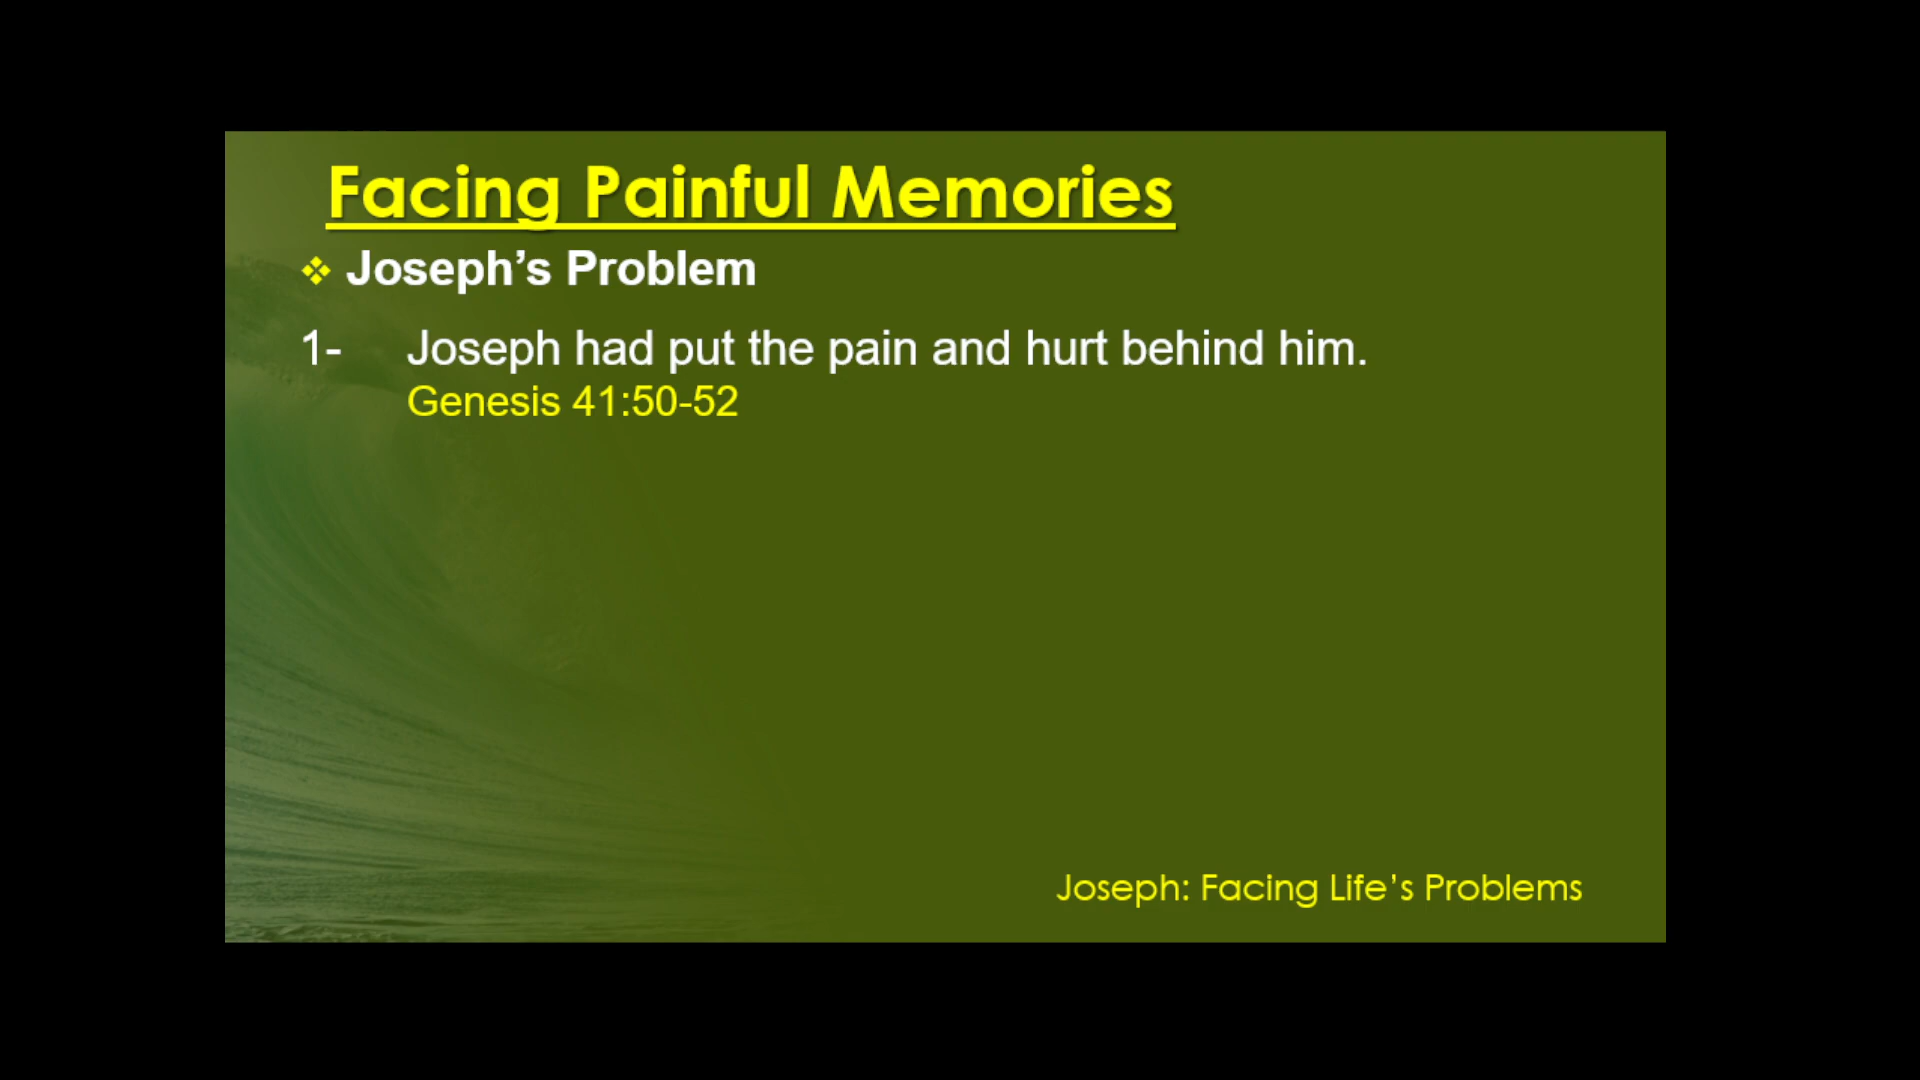 Facing Painful Memories
❖ Joseph’s Problem
1- Joseph had put the pain and hurt behind him.
Genesis 41:50-52
Joseph: Facing Life’s Problems